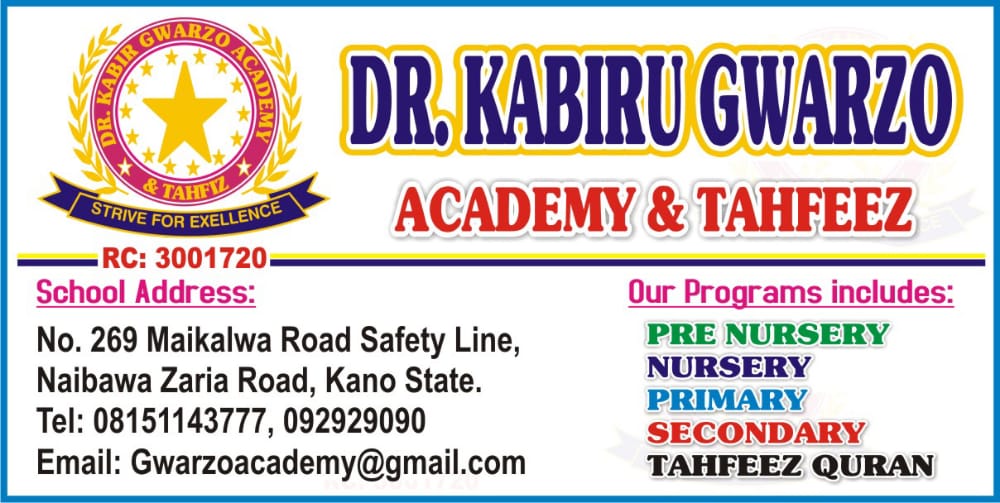 DR. KABIR GWARZO ACADEMY
& TAHFIZ
STRIVE FOR EXELLENCE
RC: 3001720
DR. KABIRU GWARZO
ACADEMY & TAHFEEZ
School Address:
No. 269 Maikalwa Road Safety Line,
Naibawa Zaria Road, Kano State.
Tel: 08151143777, 092929090
Email: Gwarzoacademy@gmail.com
Our Programs includes:
PRE NURSERY
NURSERY
PRIMARY
SECONDARY
TAHFEEZ QURAN
RC: 3001720